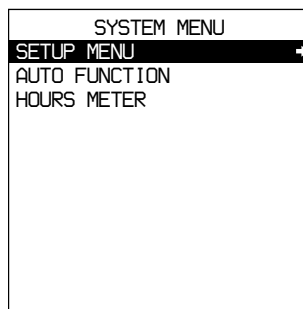 SYSTEM MENU
SETUP MENU
AUTO FUNCTION
HOURS METER